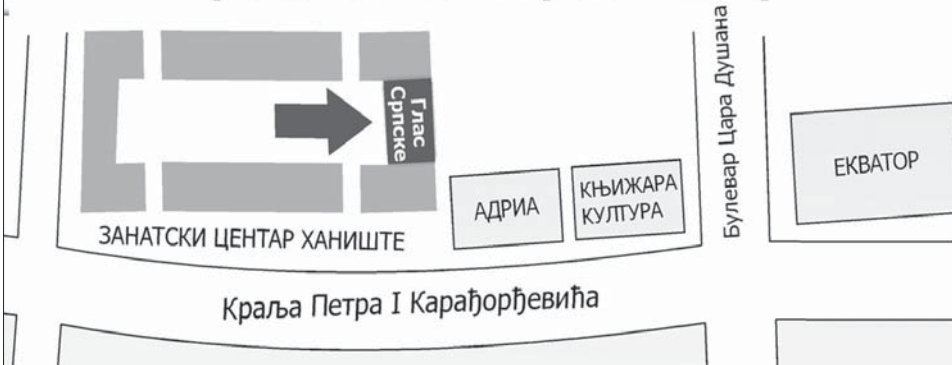 Глас
Српске
ЗАНАТСКИ ЦЕНТАР ХАНИШТЕ
АДРИА
КЊИЖАРА
КУЛТУРА
Булевар Цара Душана
ЕКВАТОР
Краља Петра I Карађорђевића